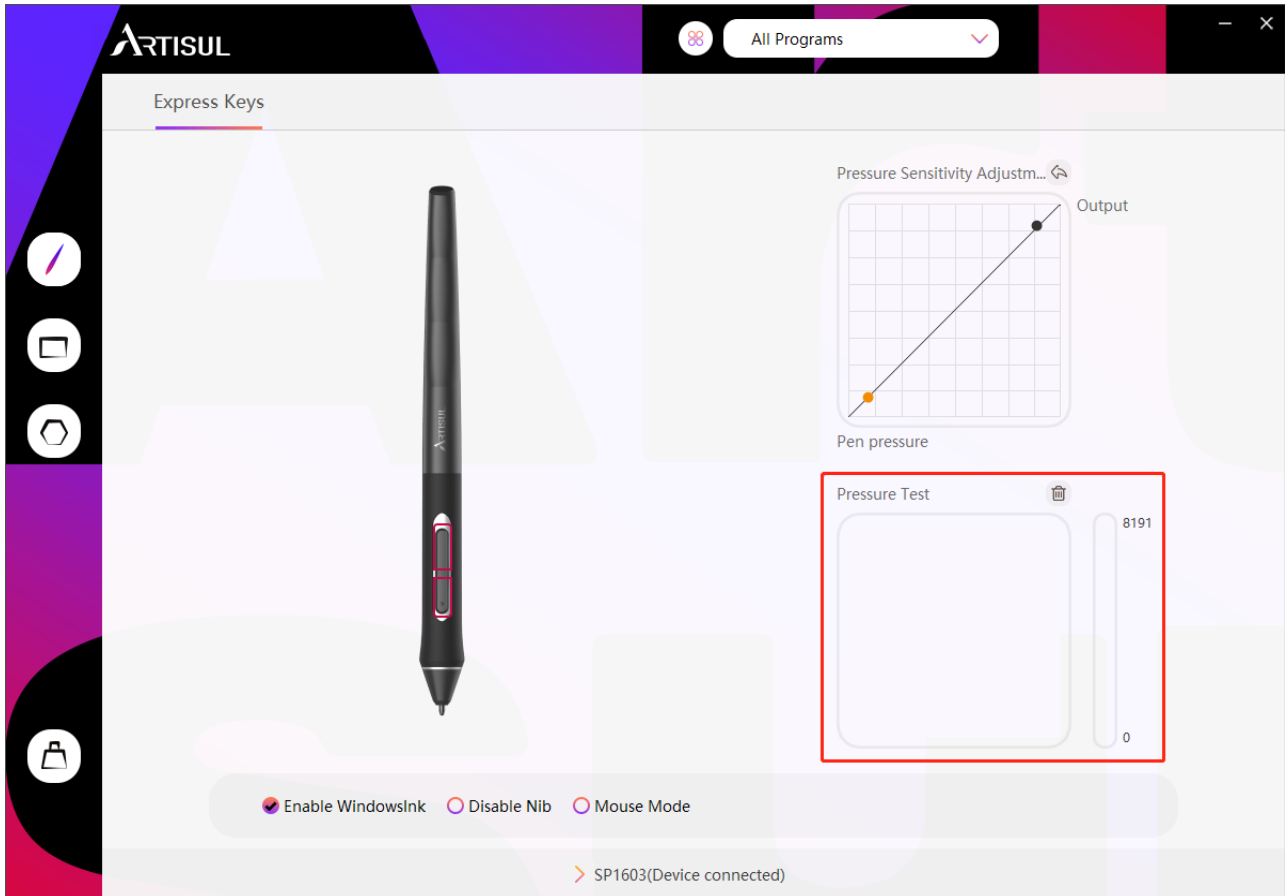 ARTISUL
All Programs
Express Keys
Pressure Sensitivity Adjustm...
Output
ARTISUL
Pen pressure
Pressure Test
8191
0
Enable WindowsInk
Disable Nib
Mouse Mode
SP1603(Device connected)